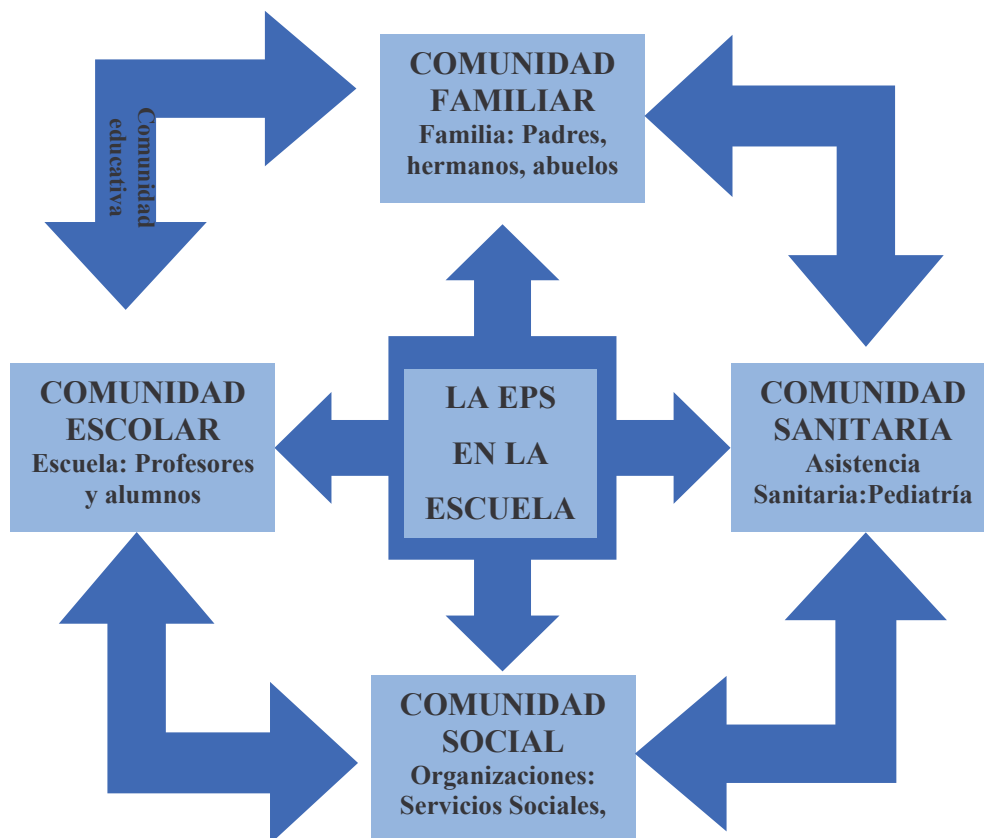 COMUNIDAD
FAMILIAR
Familia: Padres,
hermanos, abuelos
Comunidad
educativa
COMUNIDAD
ESCOLAR
Escuela: Profesores
y alumnos
LA EPS
EN LA
ESCUELA
COMUNIDAD
SANITARIA
Asistencia
Sanitaria:Pediatría
COMUNIDAD
SOCIAL
Organizaciones:
Servicios Sociales,